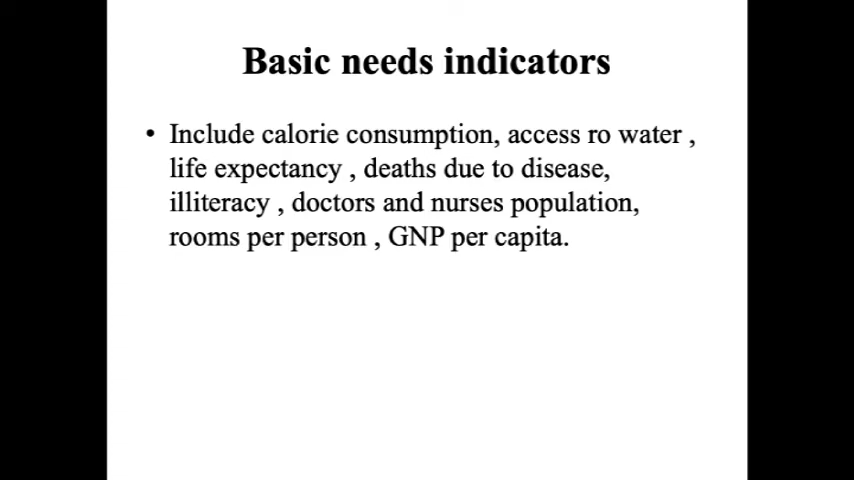 Basic needs indicators
• Include calorie consumption, access ro water ,
life expectancy , deaths due to disease,
illiteracy , doctors and nurses population,
rooms per person , GNP per capita.